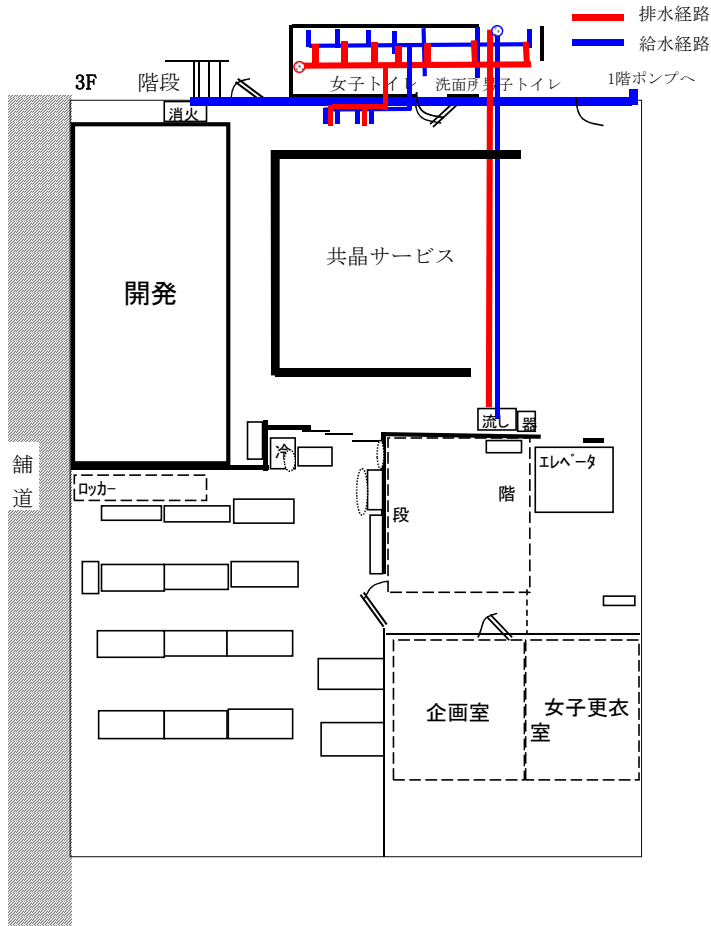 排水経路
給水経路
3F
階段
女子トイレ
洗面所
男子トイレ
1階ポンプへ
消火
開発
共晶サービス
流し
器
冷
エレベータ
舗
道
ロッカー
階
段
企画室
女子更衣
室